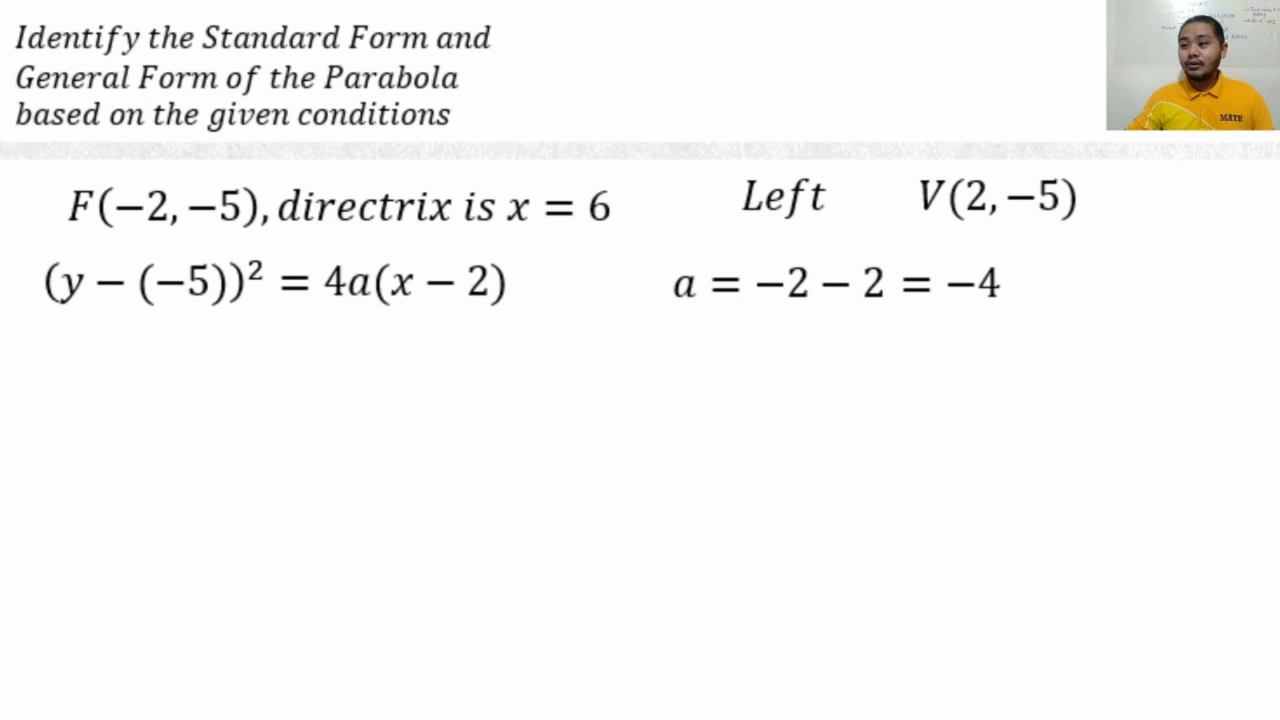 Identify the Standard Form and
General Form of the Parabola
based on the given conditions
F(−2, −5), directrix is x = 6
Left
V(2, −5)
(y − (−5))² = 4a(x − 2)
a = −2 − 2 = −4
MATH